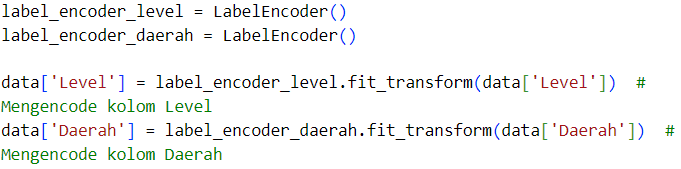 label_encoder_level = LabelEncoder()
label_encoder_daerah = LabelEncoder()
data['Level'] = label_encoder_level.fit_transform(data['Level'])  #
Mengencode kolom Level
data['Daerah'] = label_encoder_daerah.fit_transform(data['Daerah'])  #
Mengencode kolom Daerah